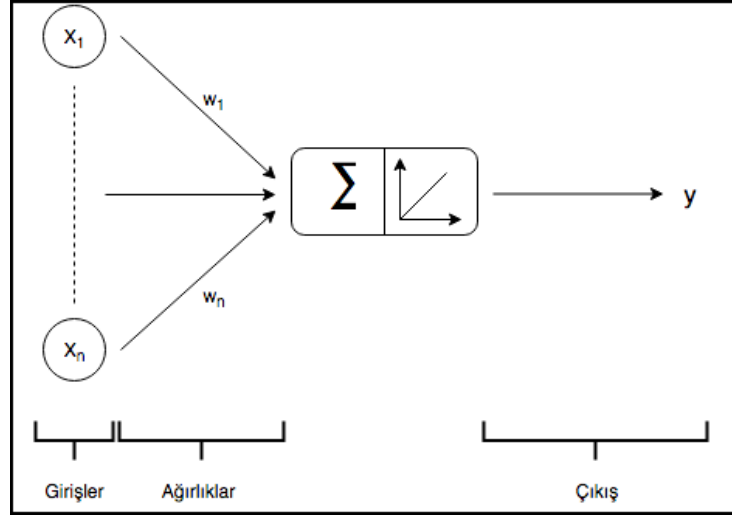 x₁
w₁
∑
y
wₙ
xₙ
Girişler Ağırlıklar Çıkış